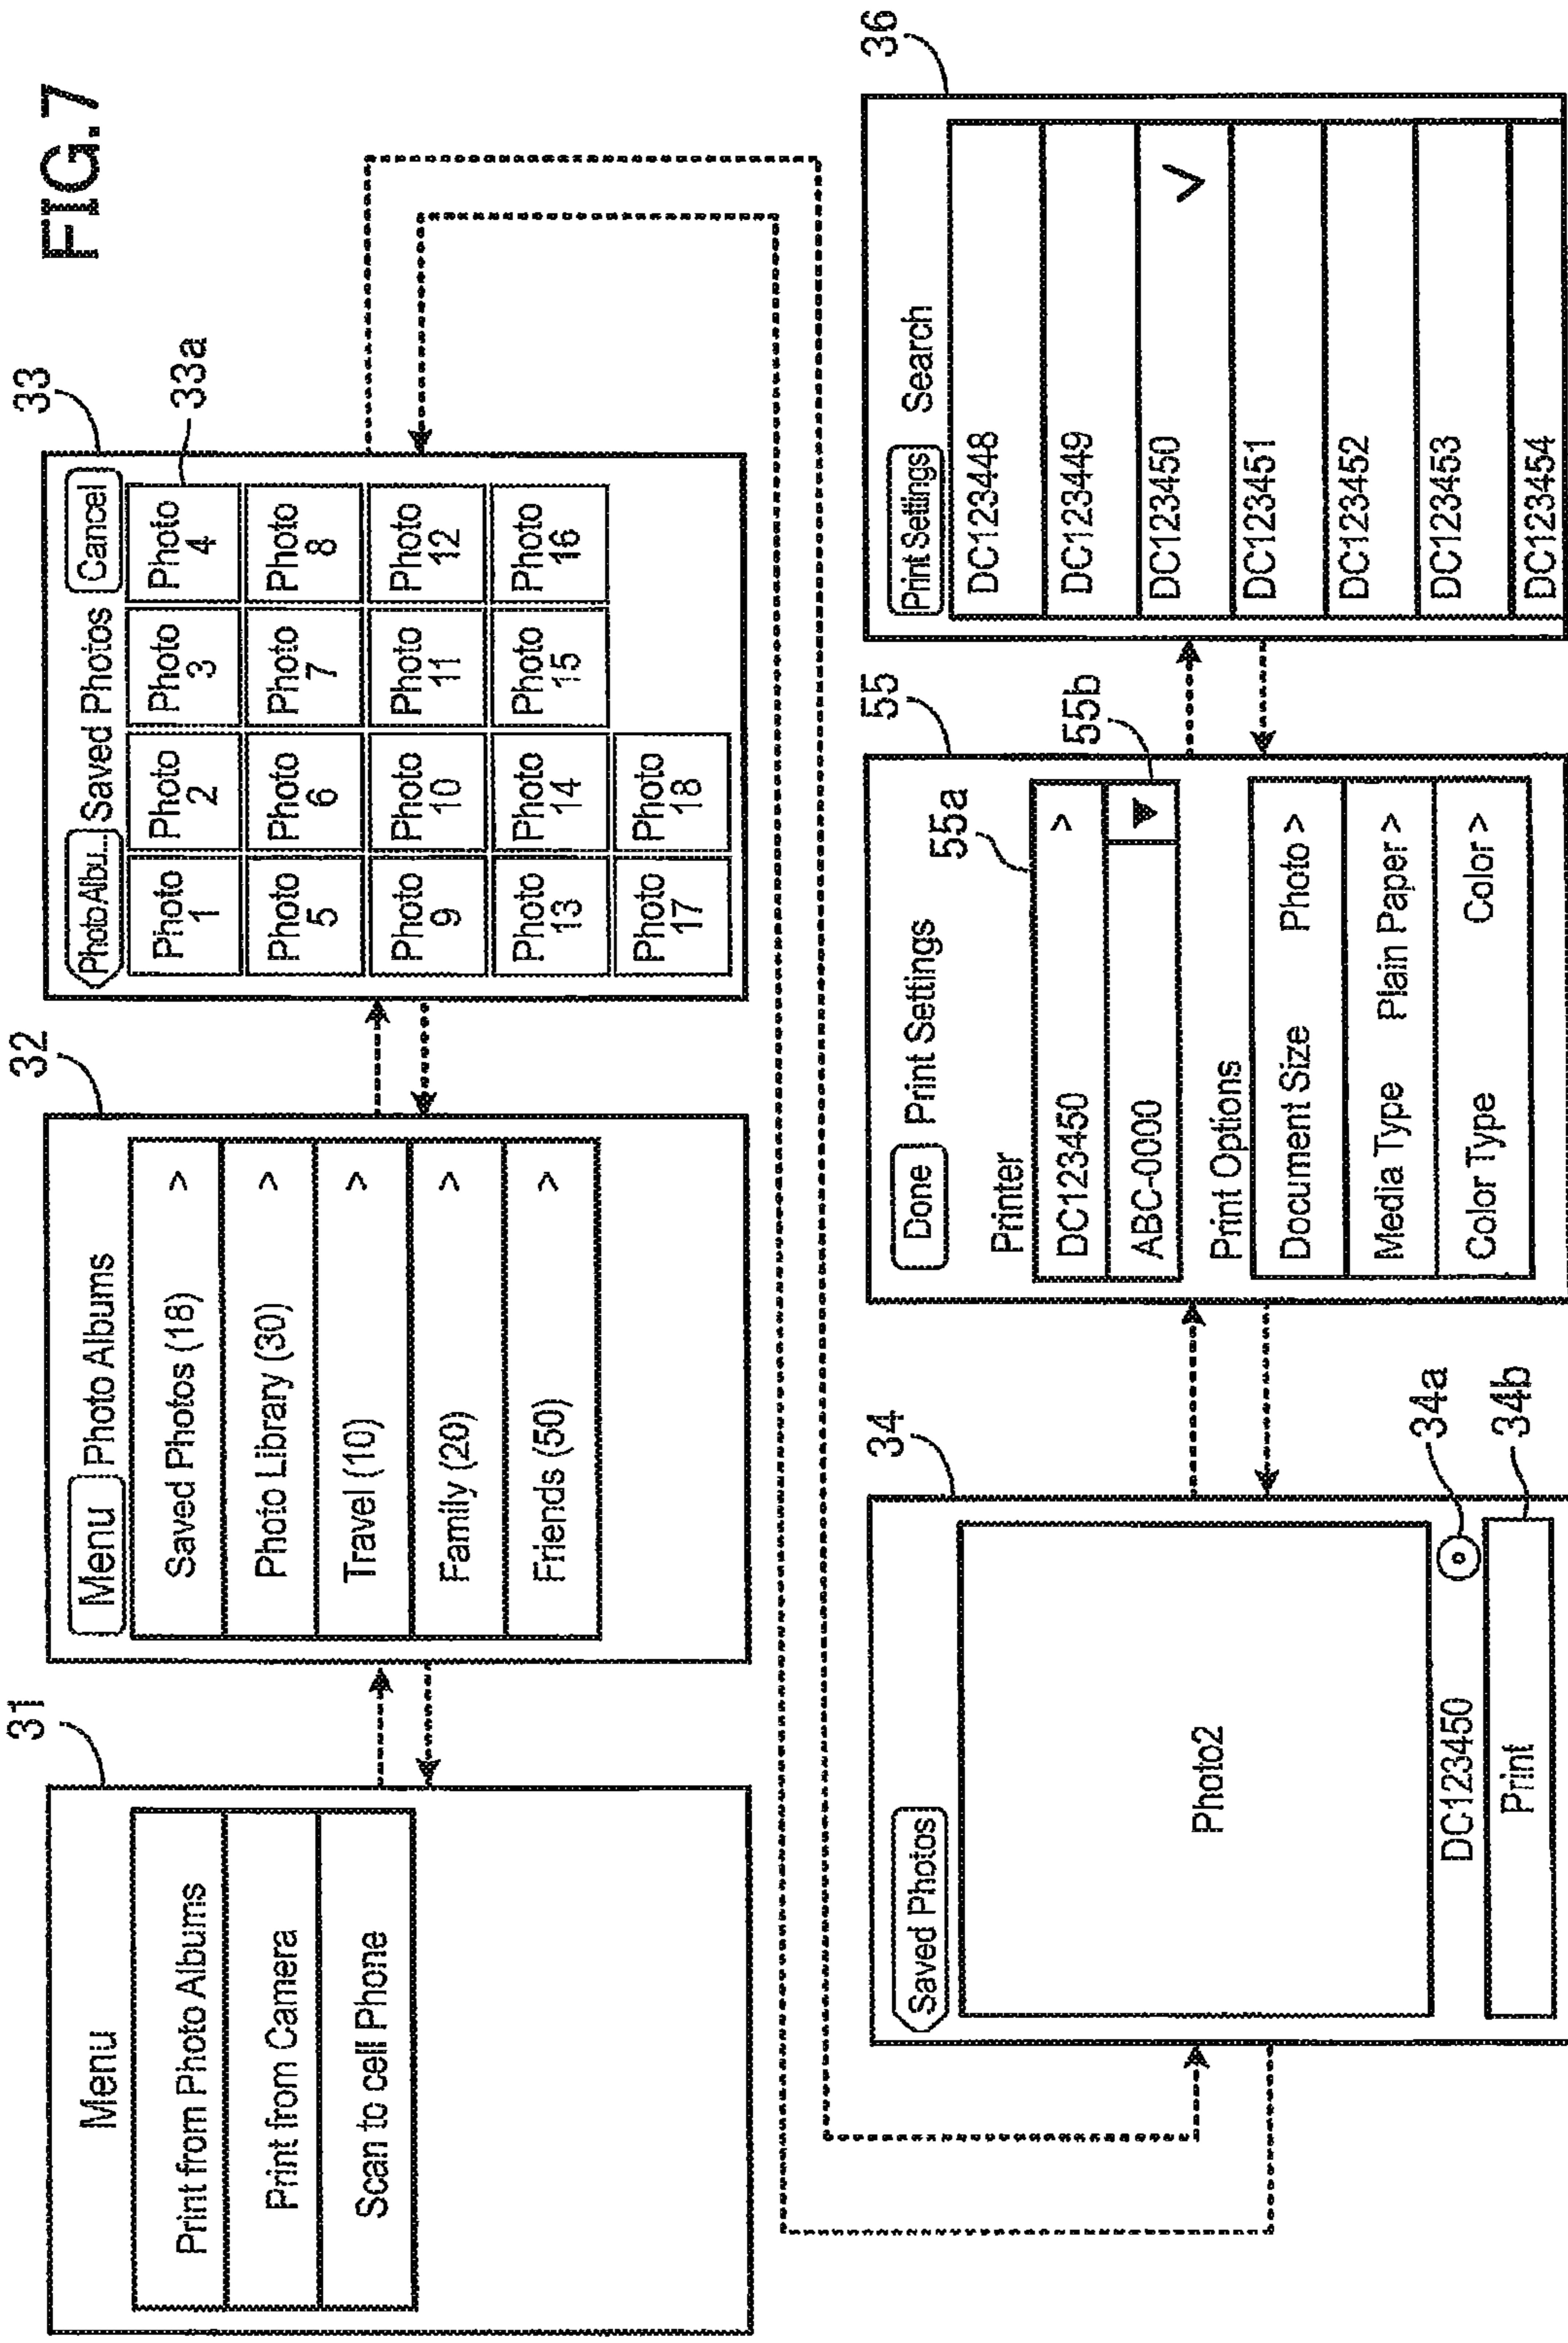 FIG.7
31
Menu
Print from Photo Albums
Print from Camera
Scan to cell Phone
32
Menu Photo Albums
Saved Photos (18) >
Photo Library (30) >
Travel (10) >
Family (20) >
Friends (50) >
33
Photo Albu... Saved Photos Cancel
33a
Photo 1 Photo 2 Photo 3 Photo 4
Photo 5 Photo 6 Photo 7 Photo 8
Photo 9 Photo 10 Photo 11 Photo 12
Photo 13 Photo 14 Photo 15 Photo 16
Photo 17 Photo 18
34
Saved Photos
Photo2
DC123450
34a
Print
34b
55
Done Print Settings
Printer
55a
DC123450 >
ABC-0000
55b
Print Options
Document Size Photo >
Media Type Plain Paper >
Color Type Color >
36
Print Settings Search
DC123448
DC123449
DC123450
DC123451
DC123452
DC123453
DC123454